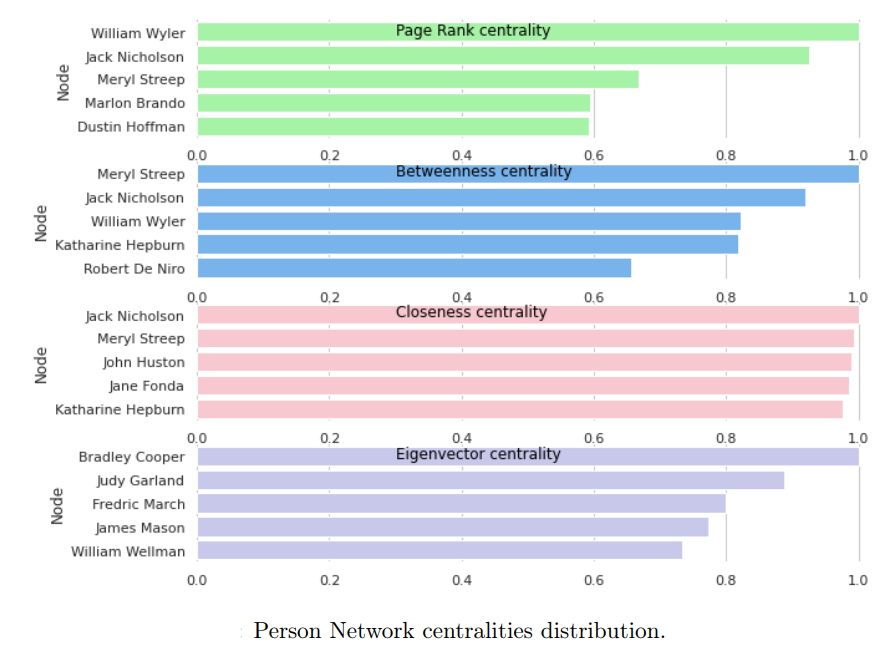 Page Rank centrality
William Wyler
Jack Nicholson
Meryl Streep
Marlon Brando
Dustin Hoffman
Node
0.0 0.2 0.4 0.6 0.8 1.0
Betweenness centrality
Meryl Streep
Jack Nicholson
William Wyler
Katharine Hepburn
Robert De Niro
Node
0.0 0.2 0.4 0.6 0.8 1.0
Closeness centrality
Jack Nicholson
Meryl Streep
John Huston
Jane Fonda
Katharine Hepburn
Node
0.0 0.2 0.4 0.6 0.8 1.0
Eigenvector centrality
Bradley Cooper
Judy Garland
Fredric March
James Mason
William Wellman
Node
0.0 0.2 0.4 0.6 0.8 1.0
Person Network centralities distribution.